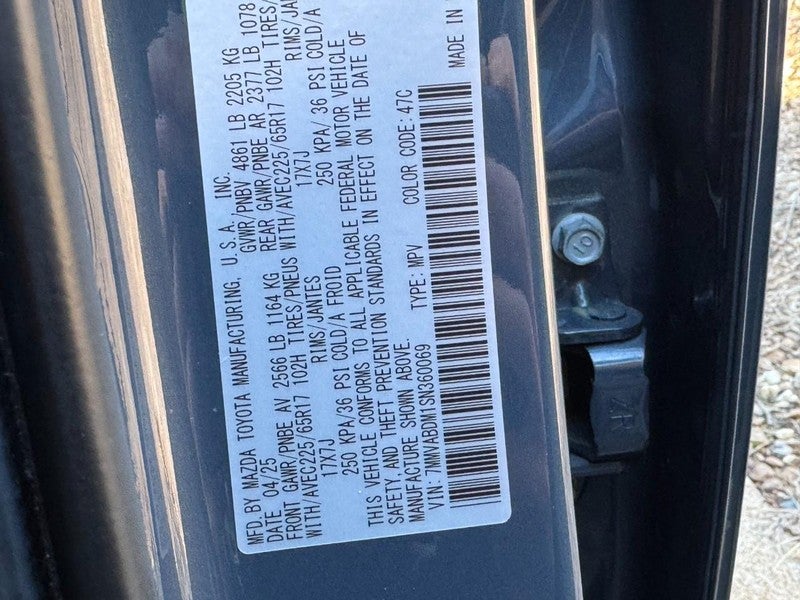 MFD. BY MAZDA TOYOTA MANUFACTURING, U.S.A., INC.
DATE 04/25 GVWR/PNBV 4861 LB 2205 KG
FRONT GAWR/PNBE AV 2566 LB 1164 KG REAR GAWR/PNBE AR 2377 LB 1078
WITH/AVEC225/65R17 102H TIRES/PNEUS WITH/AVEC225/65R17 102H TIRES/
17X7J RIMS/JANTES 17X7J RIMS/JAN
250 KPA/36 PSI COLD/A FROID 250 KPA/36 PSI COLD/A
THIS VEHICLE CONFORMS TO ALL APPLICABLE FEDERAL MOTOR VEHICLE
SAFETY AND THEFT PREVENTION STANDARDS IN EFFECT ON THE DATE OF
MANUFACTURE SHOWN ABOVE.
VIN: 7MMVABDM1SN360069 TYPE: MPV COLOR CODE: 47C
MADE IN
10
ZR